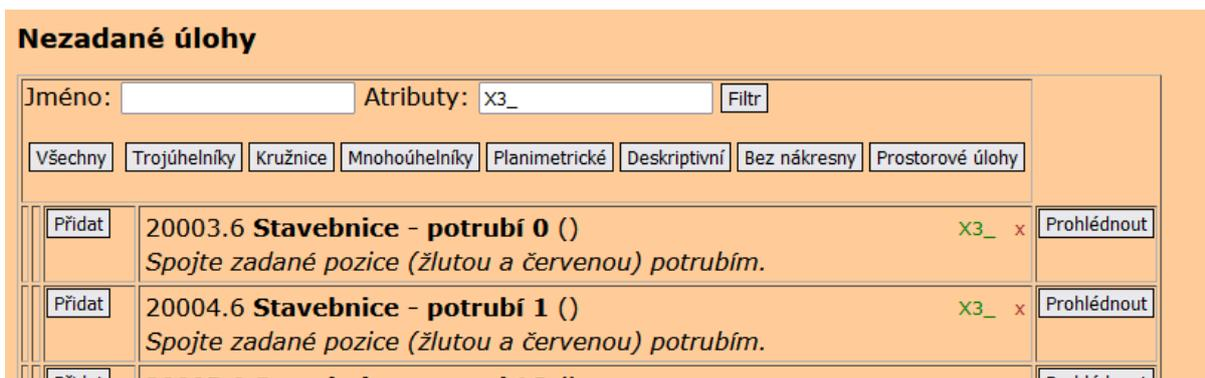 Nezadané úlohy
Jméno: Atributy: X3_ Filtr
Všechny Trojúhelníky Kružnice Mnohoúhelníky Planimetrické Deskriptivní Bez nákresny Prostorové úlohy
Přidat 20003.6 Stavebnice - potrubí 0 () X3_ x Prohlédnout
Spojte zadané pozice (žlutou a červenou) potrubím.
Přidat 20004.6 Stavebnice - potrubí 1 () X3_ x Prohlédnout
Spojte zadané pozice (žlutou a červenou) potrubím.